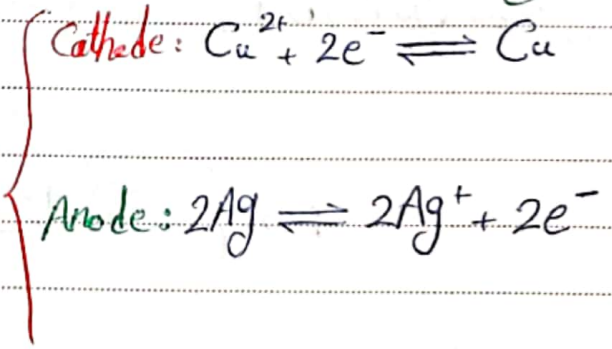 Cathode: Cu²⁺ + 2e⁻ ⇌ Cu
Anode: 2Ag ⇌ 2Ag⁺ + 2e⁻